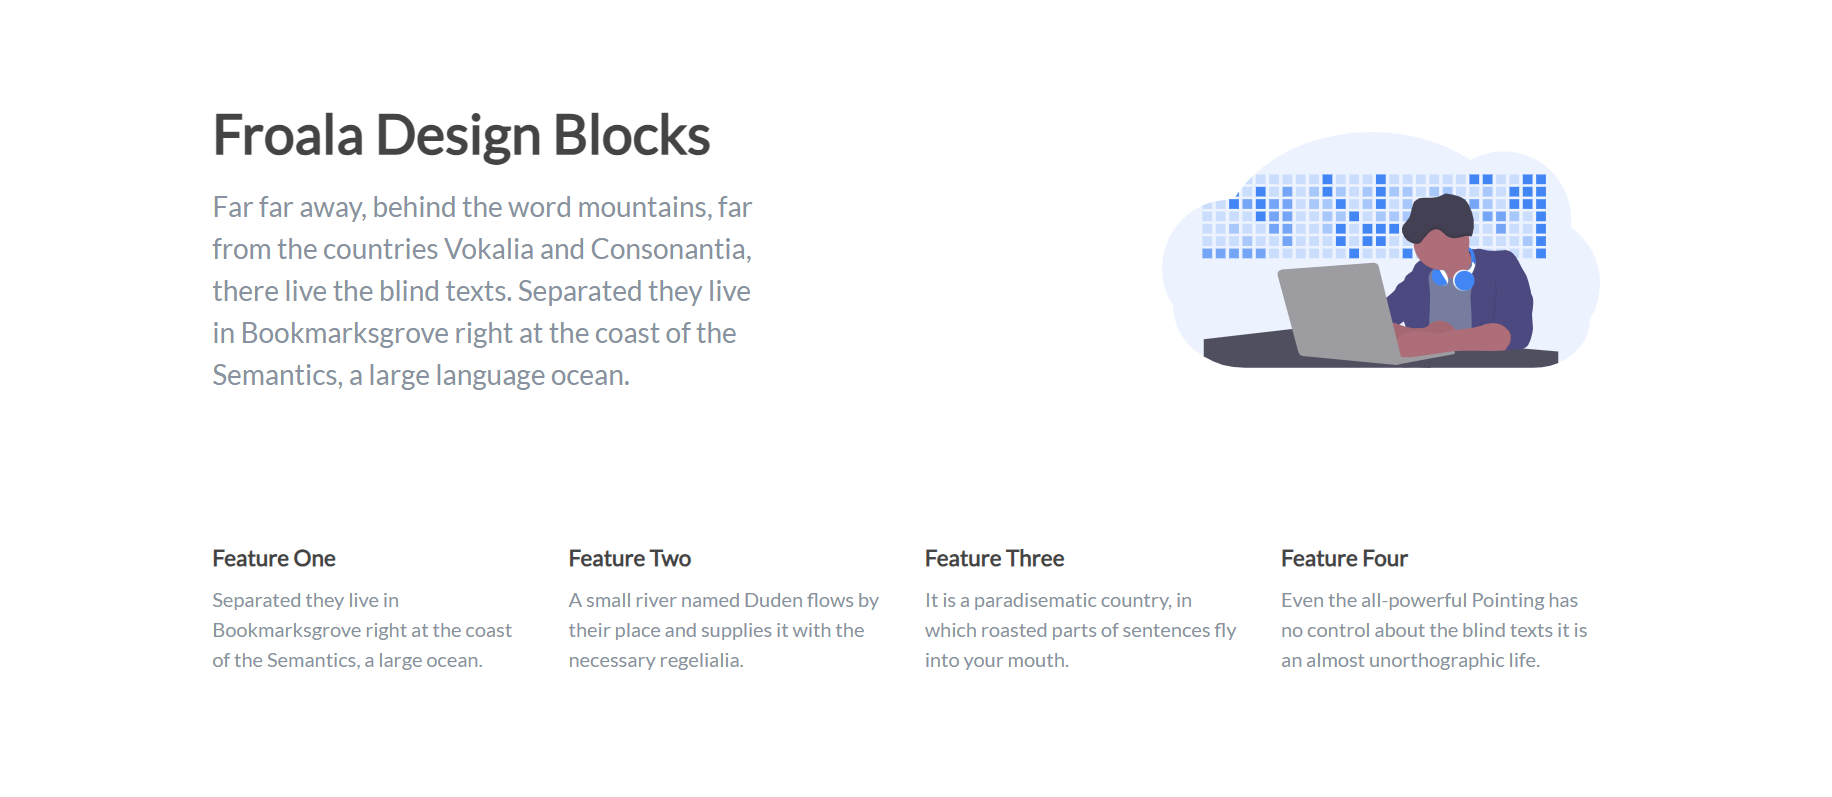 Froala Design Blocks
Far far away, behind the word mountains, far
from the countries Vokalia and Consonantia,
there live the blind texts. Separated they live
in Bookmarksgrove right at the coast of the
Semantics, a large language ocean.
Feature One
Separated they live in
Bookmarksgrove right at the coast
of the Semantics, a large ocean.
Feature Two
A small river named Duden flows by
their place and supplies it with the
necessary regelialia.
Feature Three
It is a paradisematic country, in
which roasted parts of sentences fly
into your mouth.
Feature Four
Even the all-powerful Pointing has
no control about the blind texts it is
an almost unorthographic life.